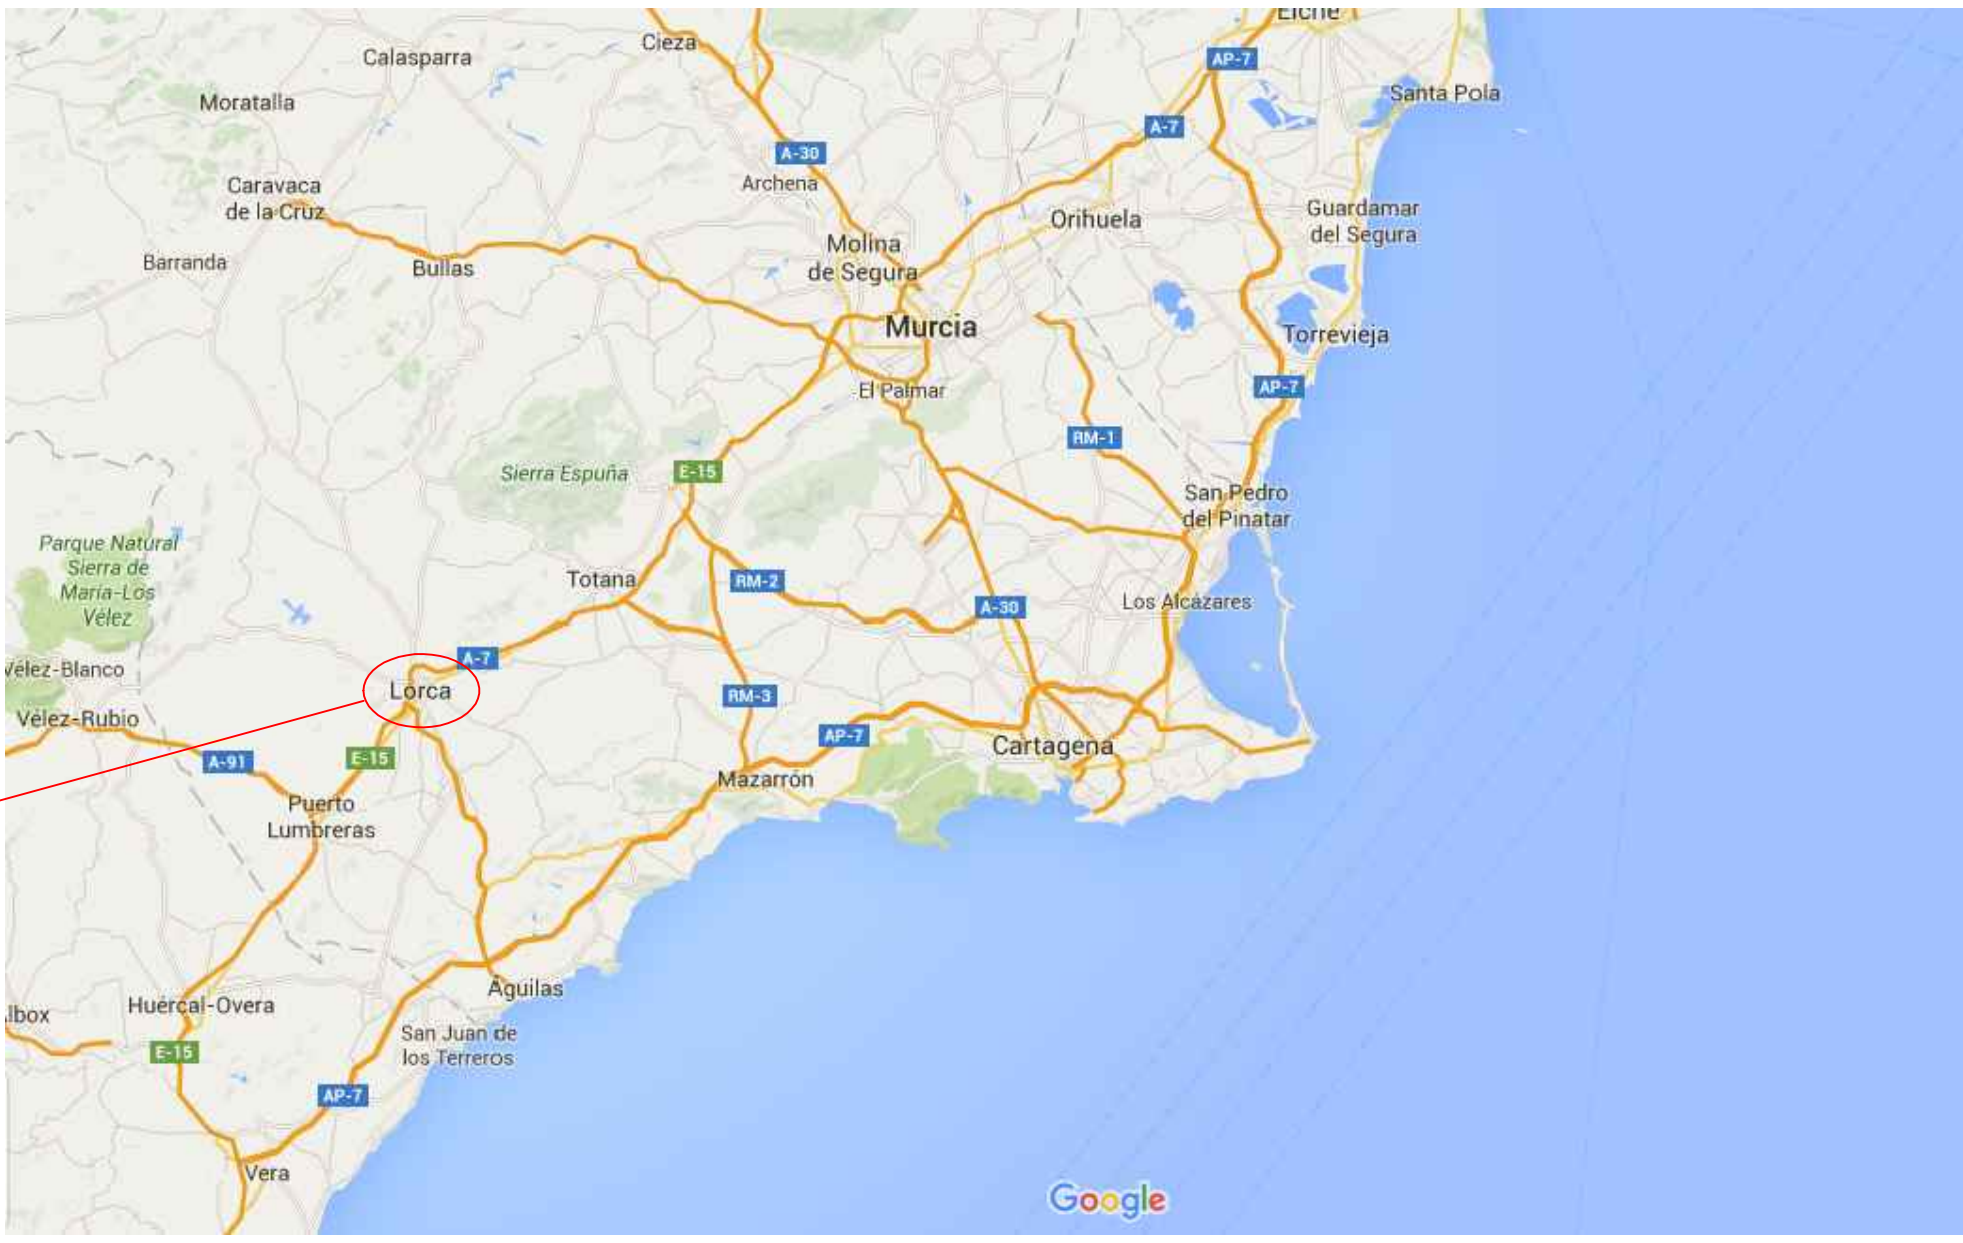 Elche
Cieza
Calasparra
AP-7
Santa Pola
Moratalla
A-7
A-30
Archena
Caravaca
de la Cruz
Orihuela
Guardamar
del Segura
Molina
de Segura
Barranda
Bullas
Murcia
Torrevieja
El Palmar
AP-7
RM-1
Sierra Espuña
E-15
San Pedro
del Pinatar
Parque Natural
Sierra de
María-Los
Vélez
Totana
RM-2
A-30
Los Alcázares
A-7
Vélez-Blanco
Lorca
RM-3
Vélez-Rubio
AP-7
Cartagena
A-91
E-15
Mazarrón
Puerto
Lumbreras
Águilas
Huércal-Overa
lbox
San Juan de
los Terreros
E-15
AP-7
Vera
Google